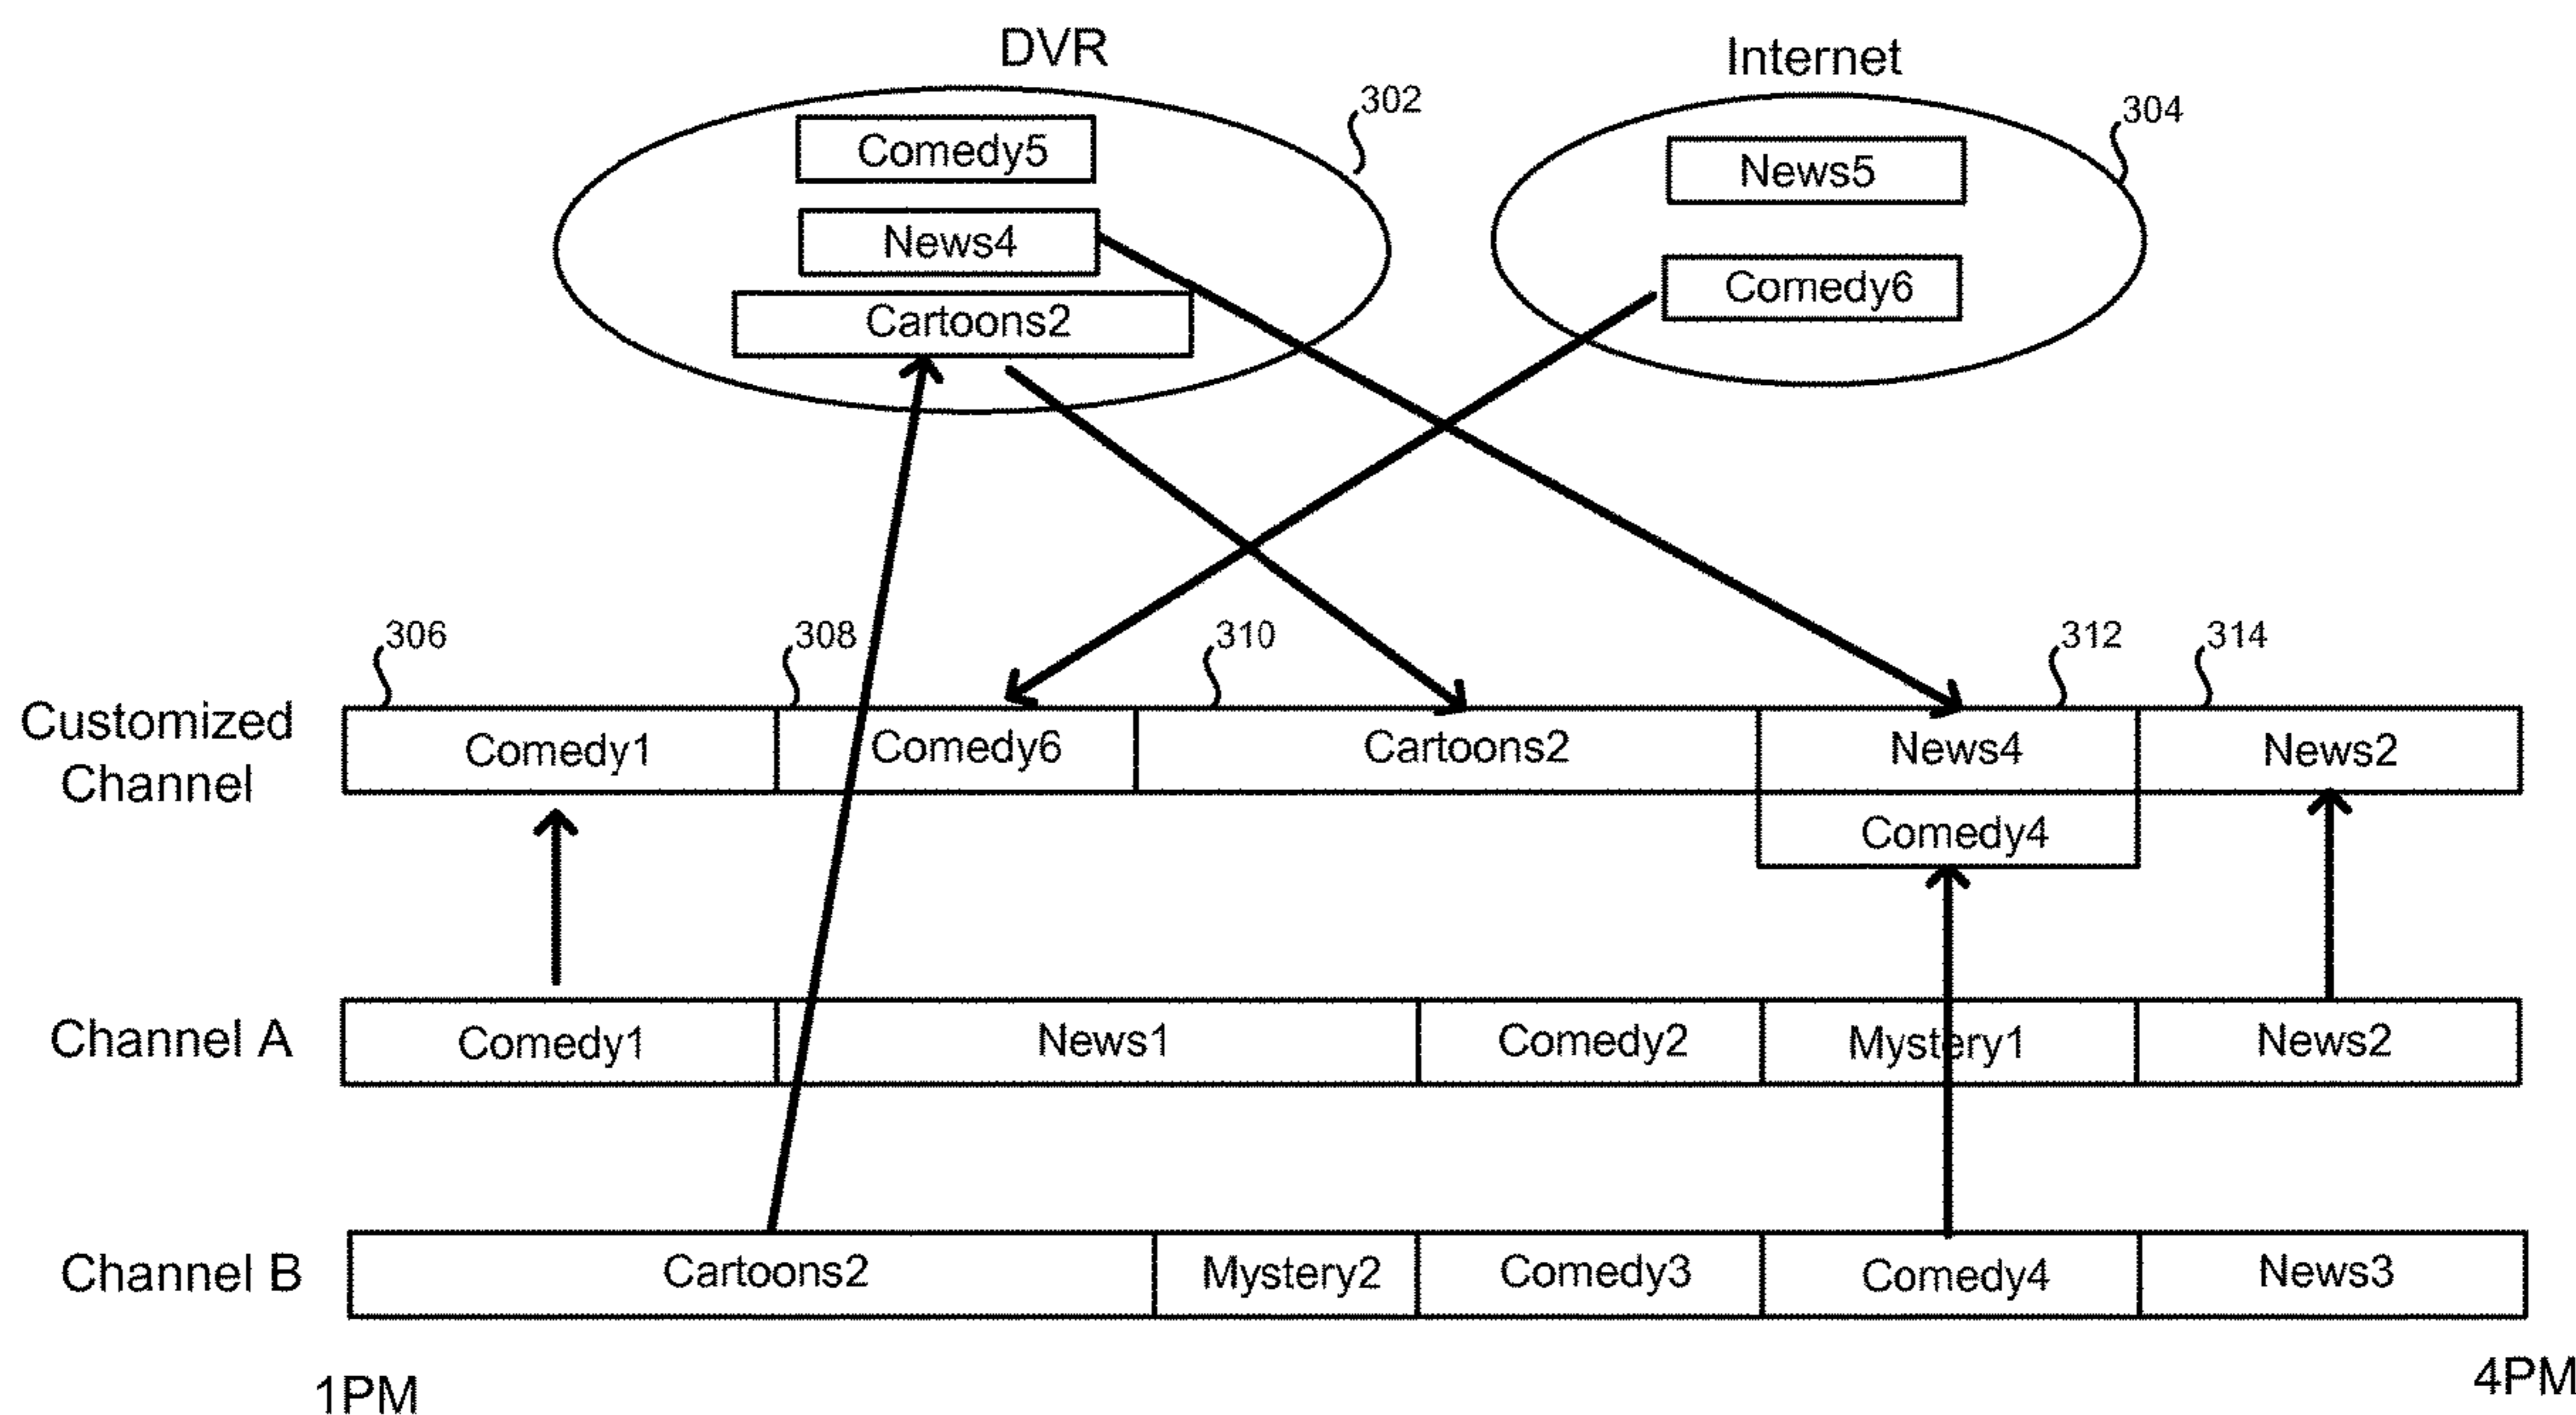 DVR
Internet
302
304
Comedy5
News5
News4
Comedy6
Cartoons2
306
308
310
312
314
Customized
Channel
Comedy1
Comedy6
Cartoons2
News4
News2
Comedy4
Channel A
Comedy1
News1
Comedy2
Mystery1
News2
Channel B
Cartoons2
Mystery2
Comedy3
Comedy4
News3
1PM
4PM